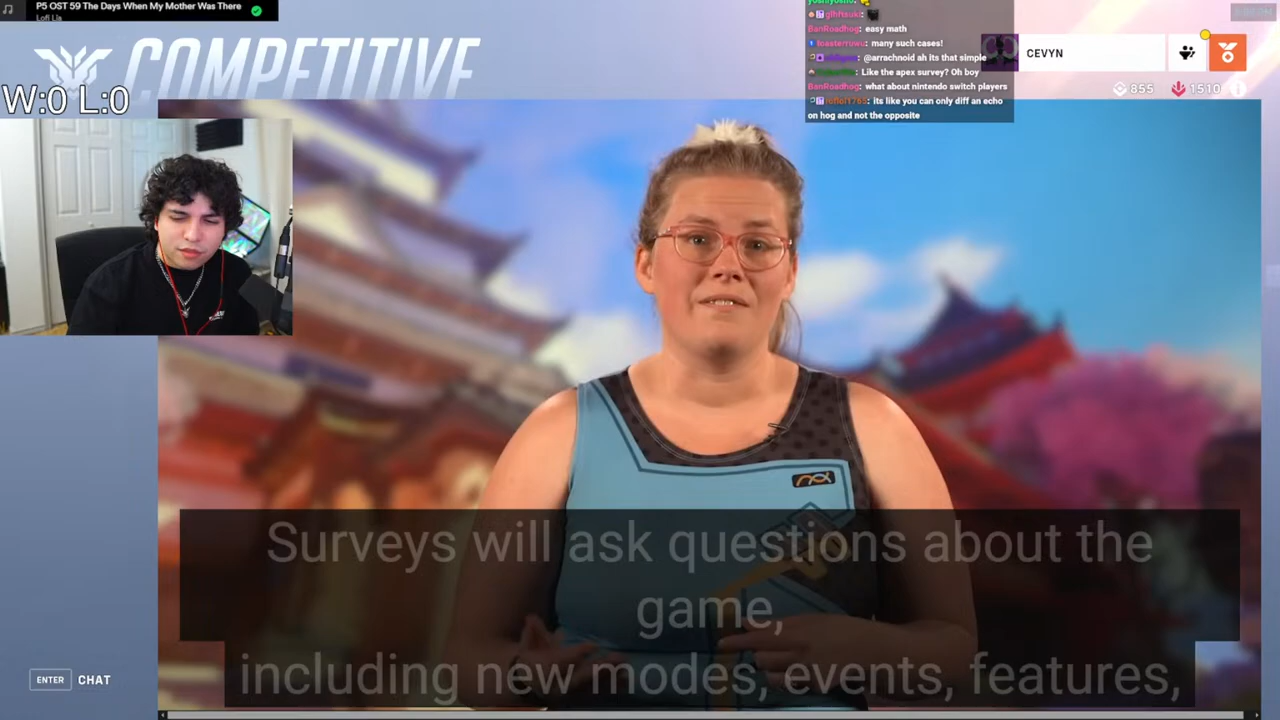 P5 OST 59 The Days When My Mother Was There
Lofi Lia
COMPETITIVE
W:0 L:0
glhftsuki:
BanRoadhog: easy math
many such cases!
@arrachnoid ah its that simple
Like the apex survey? Oh boy
BanRoadhog: what about nintendo switch players
its like you can only diff an echo
on hog and not the opposite
CEVYN
855
1510
Surveys will ask questions about the
game,
including new modes, events, features,
ENTER CHAT